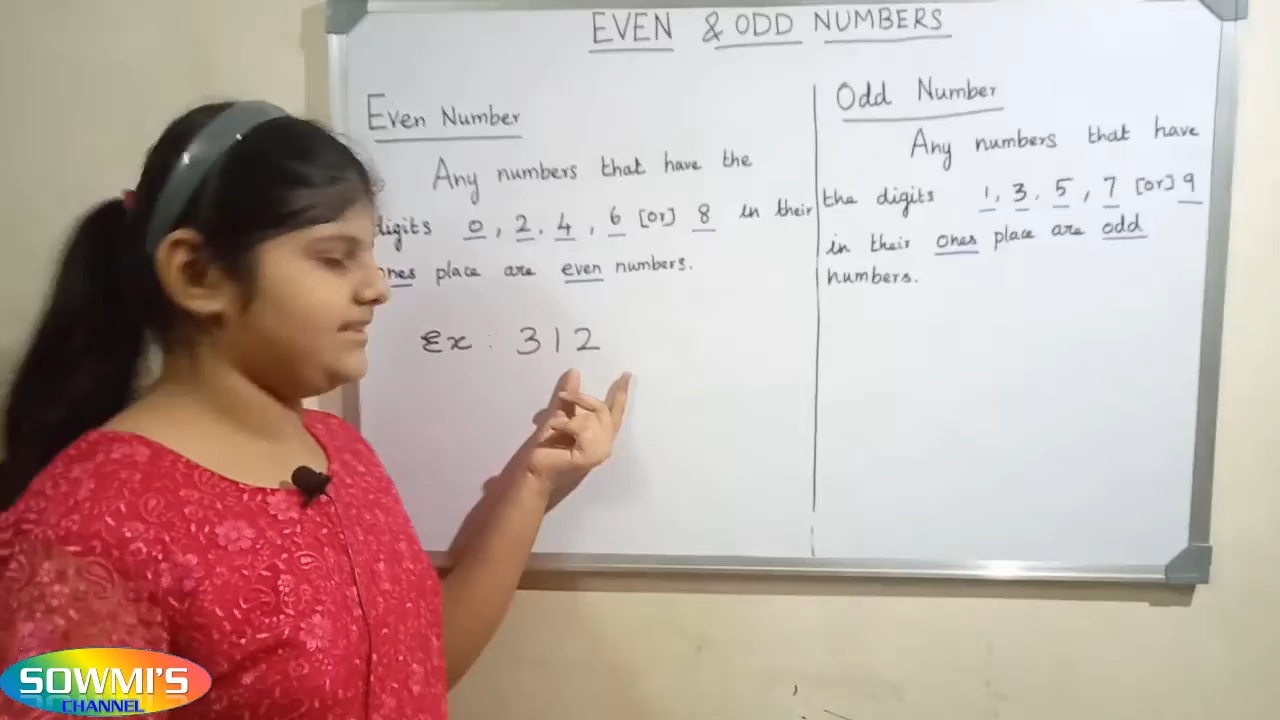 EVEN & ODD NUMBERS
Even Number
Any numbers that have the
digits 0, 2, 4, 6 [or] 8 in their
ones place are even numbers.
Ex : 312
Odd Number
Any numbers that have
the digits 1, 3, 5, 7 [or] 9
in their ones place are odd
numbers.
SOWMI'S
CHANNEL